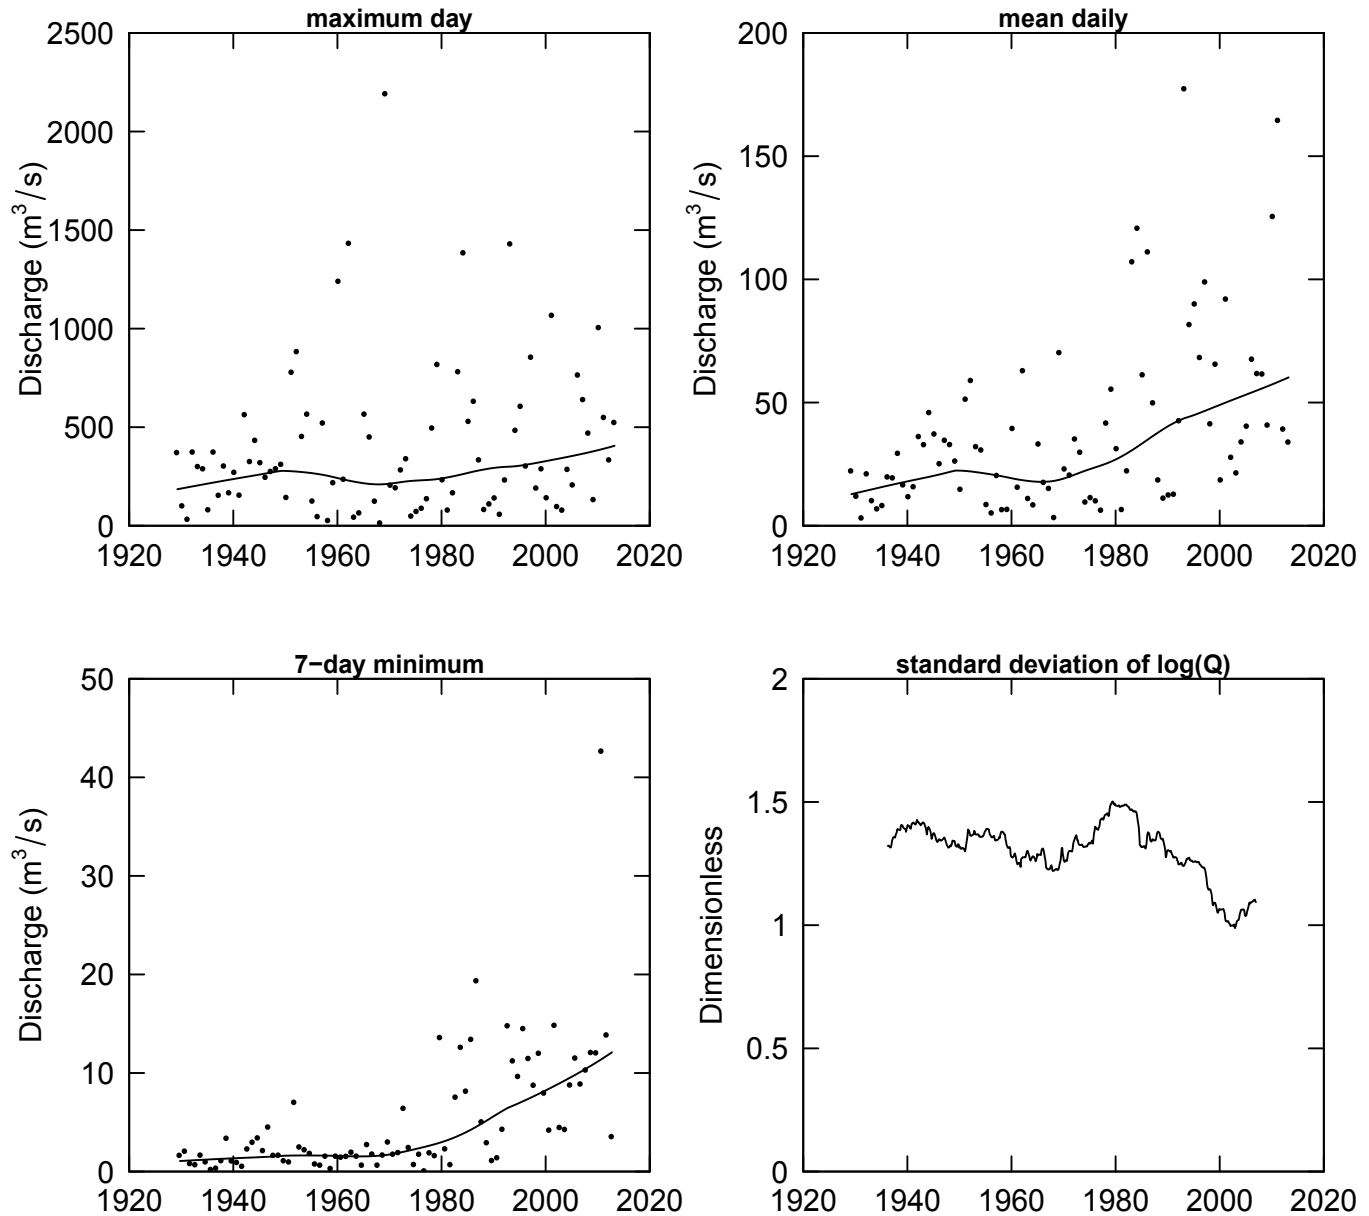 maximum day
2500
2000
1500
1000
500
0
Discharge (m³/s)
1920 1940 1960 1980 2000 2020
mean daily
200
150
100
50
0
Discharge (m³/s)
1920 1940 1960 1980 2000 2020
7−day minimum
50
40
30
20
10
0
Discharge (m³/s)
1920 1940 1960 1980 2000 2020
standard deviation of log(Q)
2
1.5
1
0.5
0
Dimensionless
1920 1940 1960 1980 2000 2020